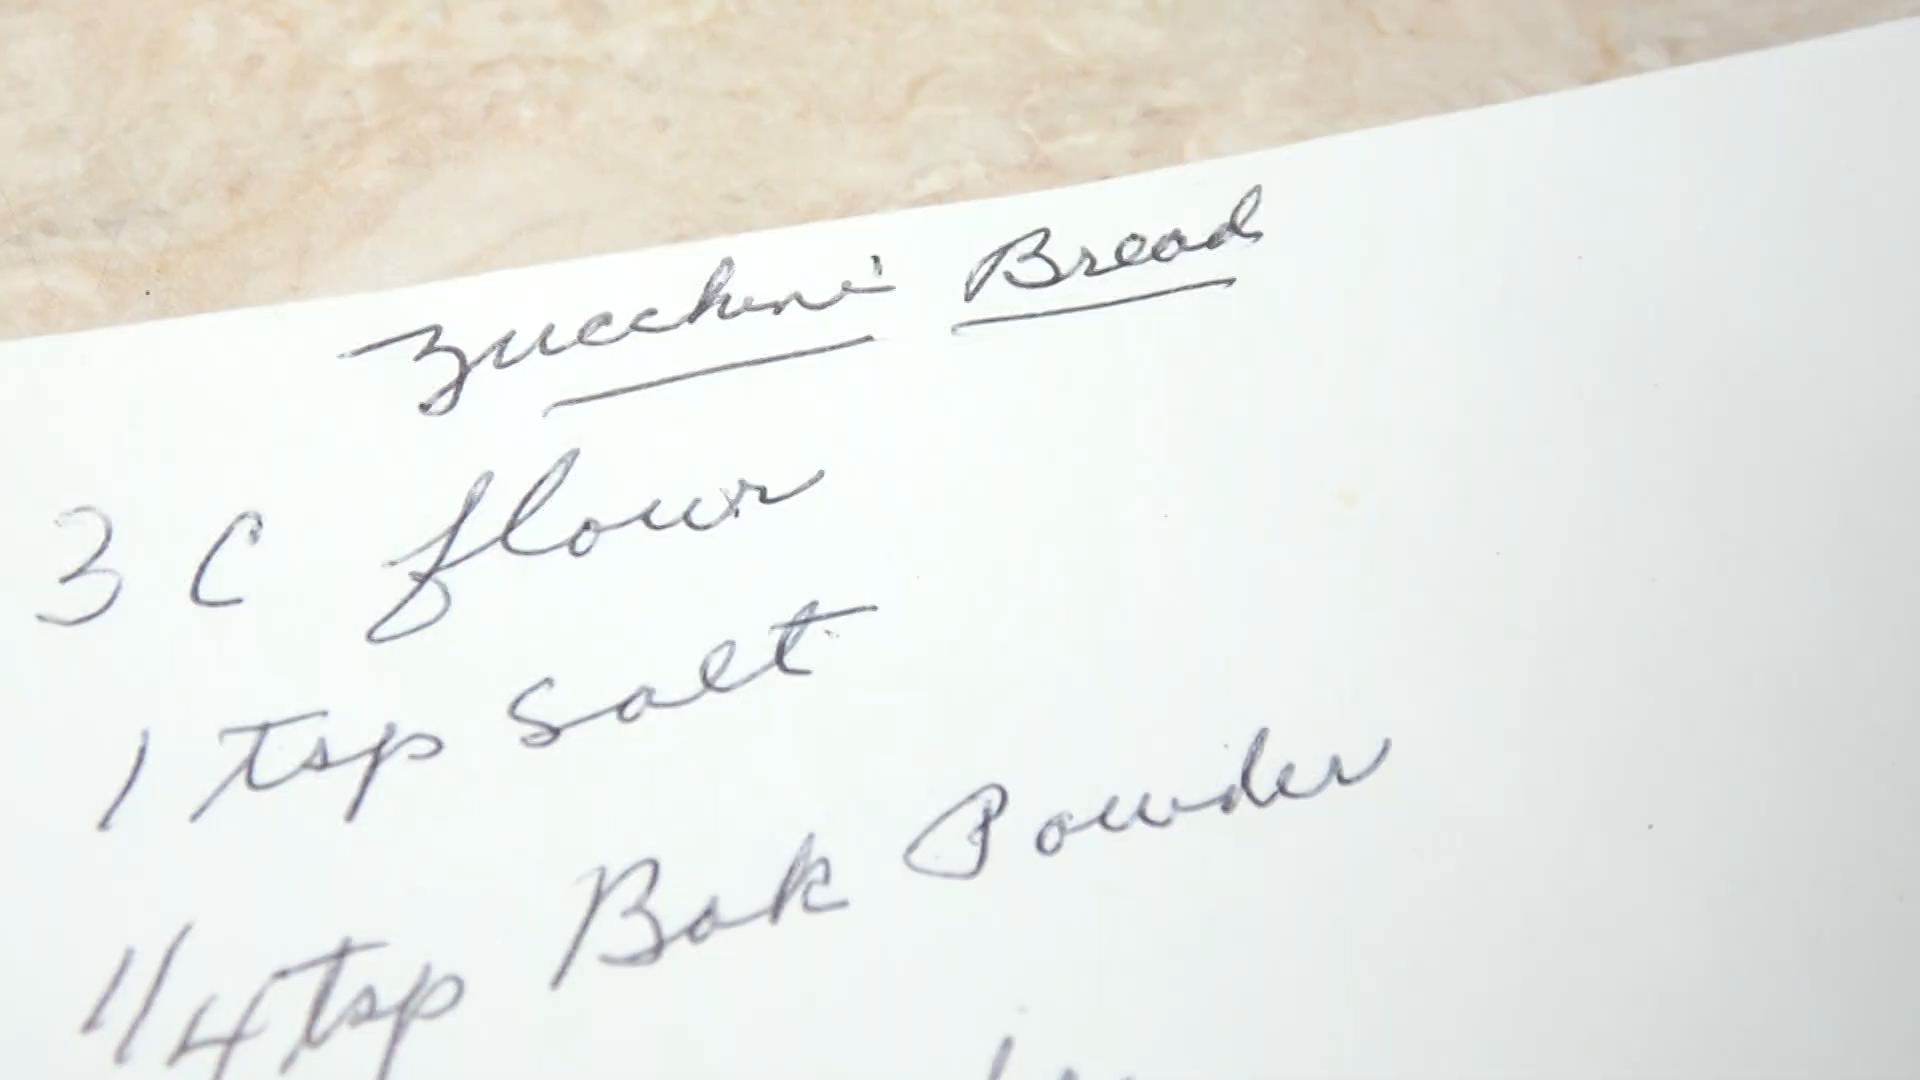 Zucchini Bread
3 C flour
1 tsp salt
1/4 tsp Bak Powder